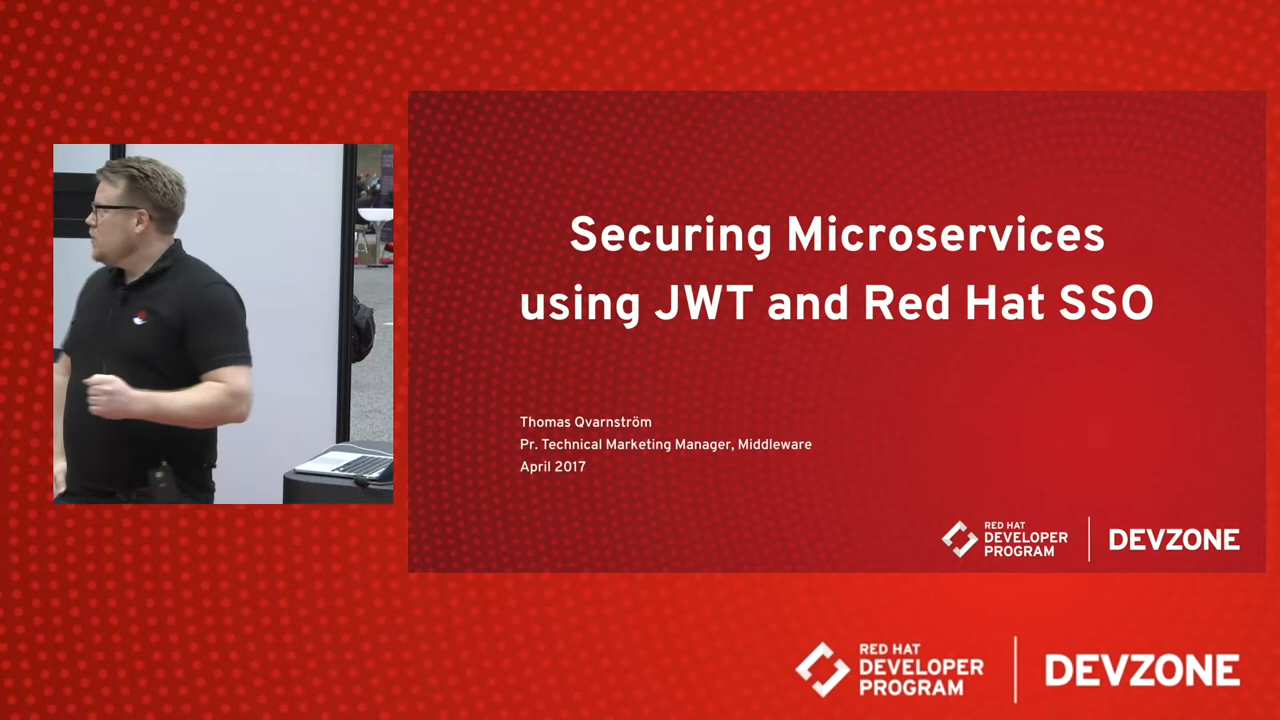 Securing Microservices
using JWT and Red Hat SSO
Thomas Qvarnström
Pr. Technical Marketing Manager, Middleware
April 2017
RED HAT
DEVELOPER
PROGRAM
DEVZONE
RED HAT
DEVELOPER
PROGRAM
DEVZONE